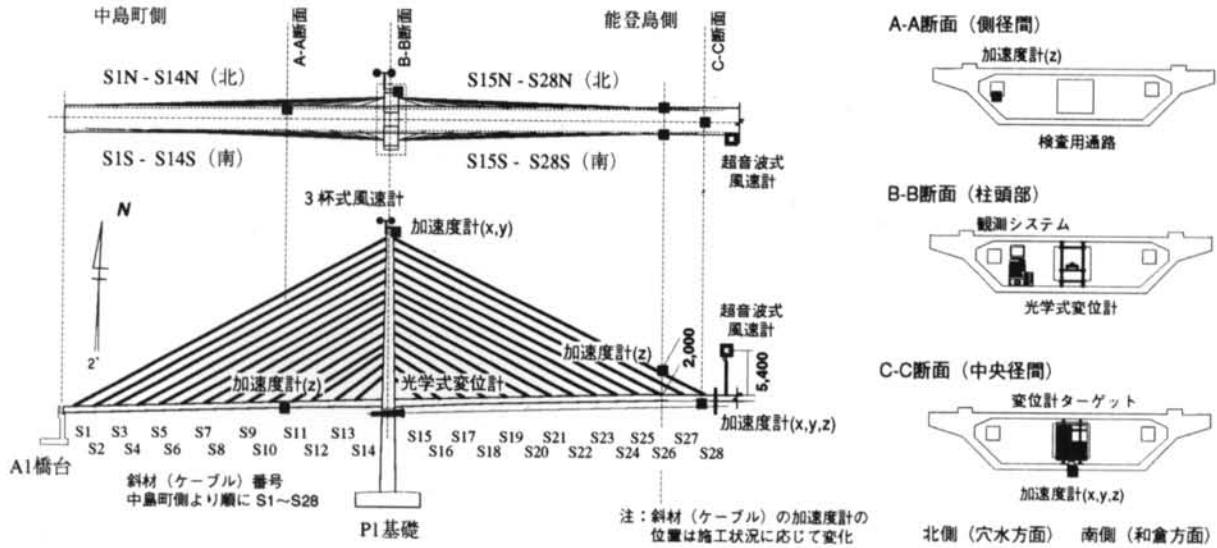 中島町側
A-A断面
B-B断面
能登島側
C-C断面
S1N - S14N（北）
S15N - S28N（北）
S1S - S14S（南）
S15S - S28S（南）
超音波式
風速計
3杯式風速計
N
加速度計(x,y)
2°
超音波式
風速計
加速度計(z)
2,000
5,400
加速度計(z)
光学式変位計
加速度計(x,y,z)
S1 S3 S5 S7 S9 S11 S13 S15 S17 S19 S21 S23 S25 S27
S2 S4 S6 S8 S10 S12 S14 S16 S18 S20 S22 S24 S26 S28
A1橋台
斜材（ケーブル）番号
中島町側より順に S1～S28
P1基礎
注：斜材（ケーブル）の加速度計の
位置は施工状況に応じて変化
A-A断面（側径間）
加速度計(z)
検査用通路
B-B断面（柱頭部）
観測システム
光学式変位計
C-C断面（中央径間）
変位計ターゲット
加速度計(x,y,z)
北側（穴水方面） 南側（和倉方面）